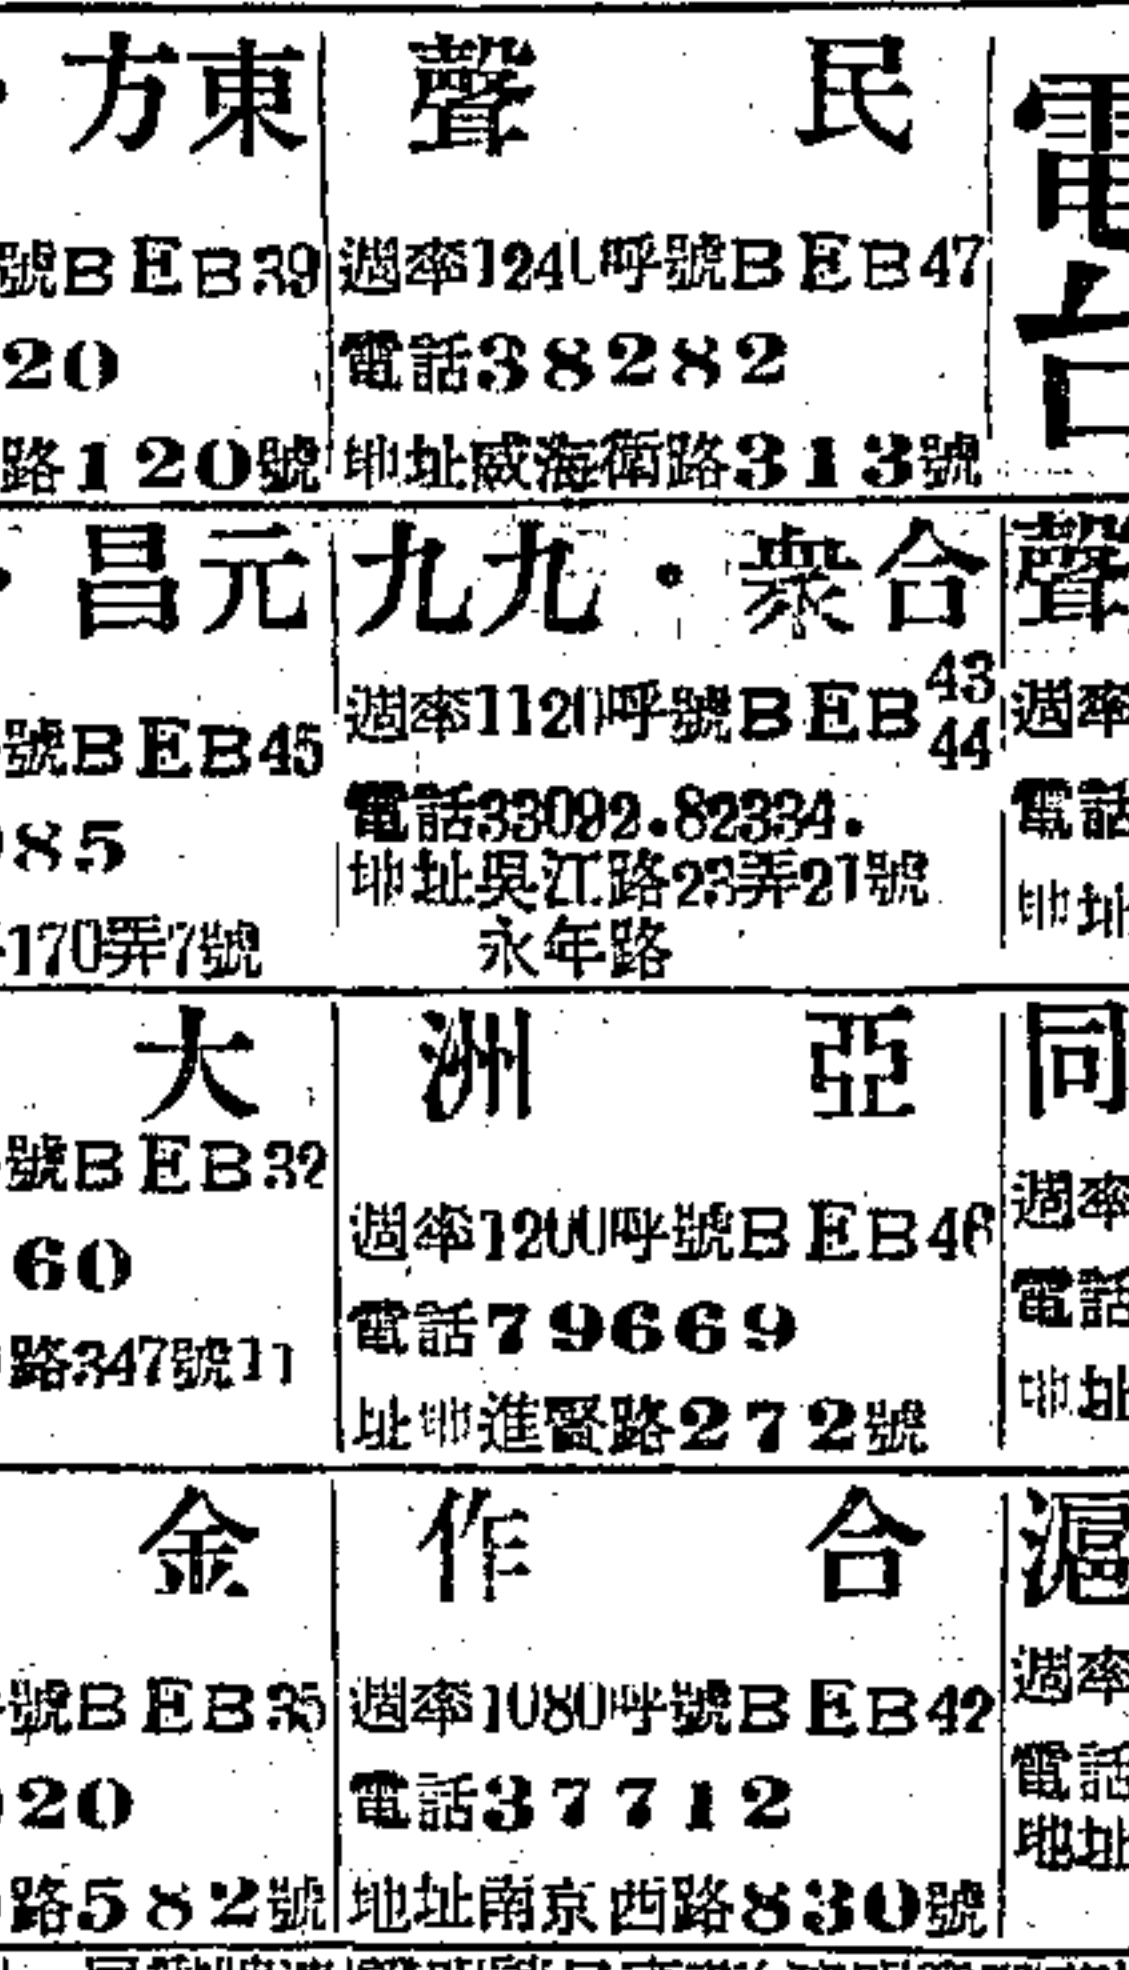 電台
民聲
週率1240呼號BEB47
電話38282
地址威海衛路313號
東方·
號BEB39
20
路120號
聲
週率
電話
地址
合衆·九九
週率1120呼號BEB43
44
電話33092.82334.
地址吳江路23弄21號
永年路
元昌·
號BEB45
85
170弄7號
同
週率
電話
地址
亞洲
週率1200呼號BEB46
電話79669
址地進賢路272號
大
號BEB32
60
路347號11
滬
週率
電話
地址
合作
週率1080呼號BEB42
電話37712
地址南京西路830號
金
號BEB35
20
路582號